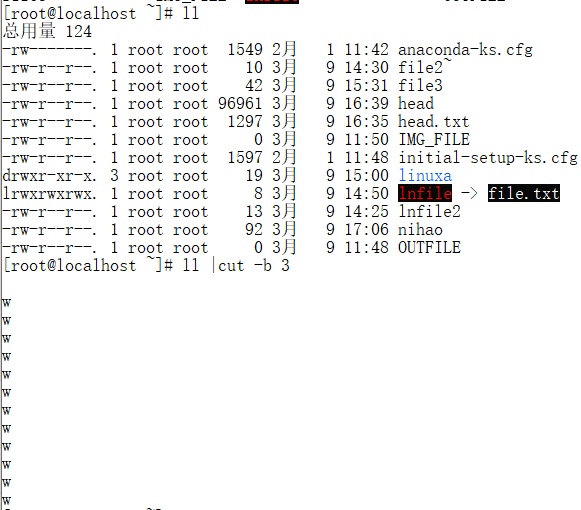 [root@localhost ~]# ll
总用量 124
-rw-------. 1 root root  1549 2月   1 11:42 anaconda-ks.cfg
-rw-r--r--. 1 root root    10 3月   9 14:30 file2~
-rw-r--r--. 1 root root    42 3月   9 15:31 file3
-rw-r--r--. 1 root root 96961 3月   9 16:39 head
-rw-r--r--. 1 root root  1297 3月   9 16:35 head.txt
-rw-r--r--. 1 root root     0 3月   9 11:50 IMG_FILE
-rw-r--r--. 1 root root  1597 2月   1 11:48 initial-setup-ks.cfg
drwxr-xr-x. 3 root root    19 3月   9 15:00 linuxa
lrwxrwxrwx. 1 root root     8 3月   9 14:50 lnfile -> file.txt
-rw-r--r--. 1 root root    13 3月   9 14:25 lnfile2
-rw-r--r--. 1 root root    92 3月   9 17:06 nihao
-rw-r--r--. 1 root root     0 3月   9 11:48 OUTFILE
[root@localhost ~]# ll |cut -b 3
w
w
w
w
w
w
w
w
w
w
w
w